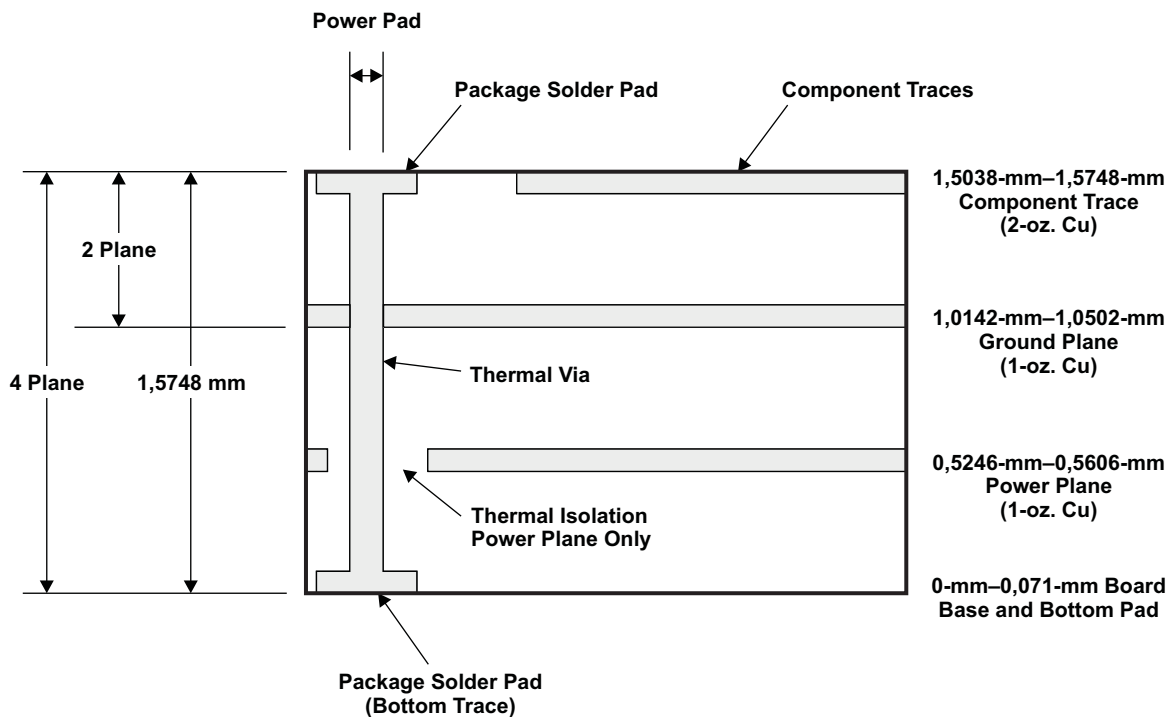 Power Pad
Package Solder Pad
Component Traces
1,5038-mm–1,5748-mm
Component Trace
(2-oz. Cu)
2 Plane
1,0142-mm–1,0502-mm
Ground Plane
(1-oz. Cu)
4 Plane
1,5748 mm
Thermal Via
0,5246-mm–0,5606-mm
Power Plane
(1-oz. Cu)
Thermal Isolation
Power Plane Only
0-mm–0,071-mm Board
Base and Bottom Pad
Package Solder Pad
(Bottom Trace)